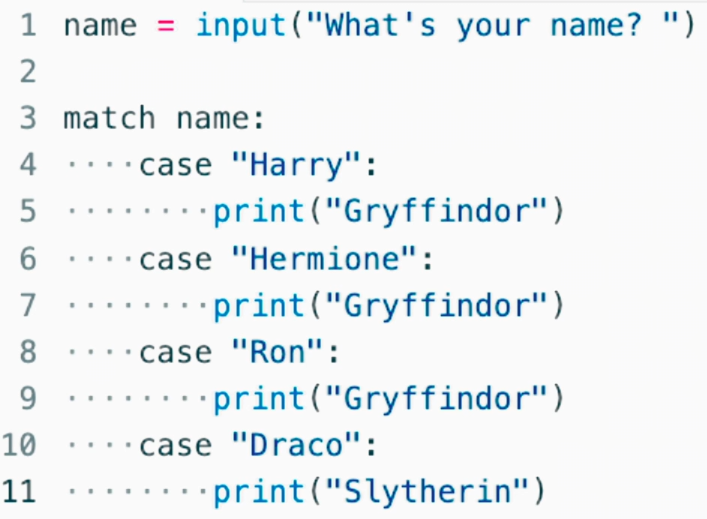 1 name = input("What's your name? ")
2
3 match name:
4 ····case "Harry":
5 ········print("Gryffindor")
6 ····case "Hermione":
7 ········print("Gryffindor")
8 ····case "Ron":
9 ········print("Gryffindor")
10 ····case "Draco":
11 ········print("Slytherin")